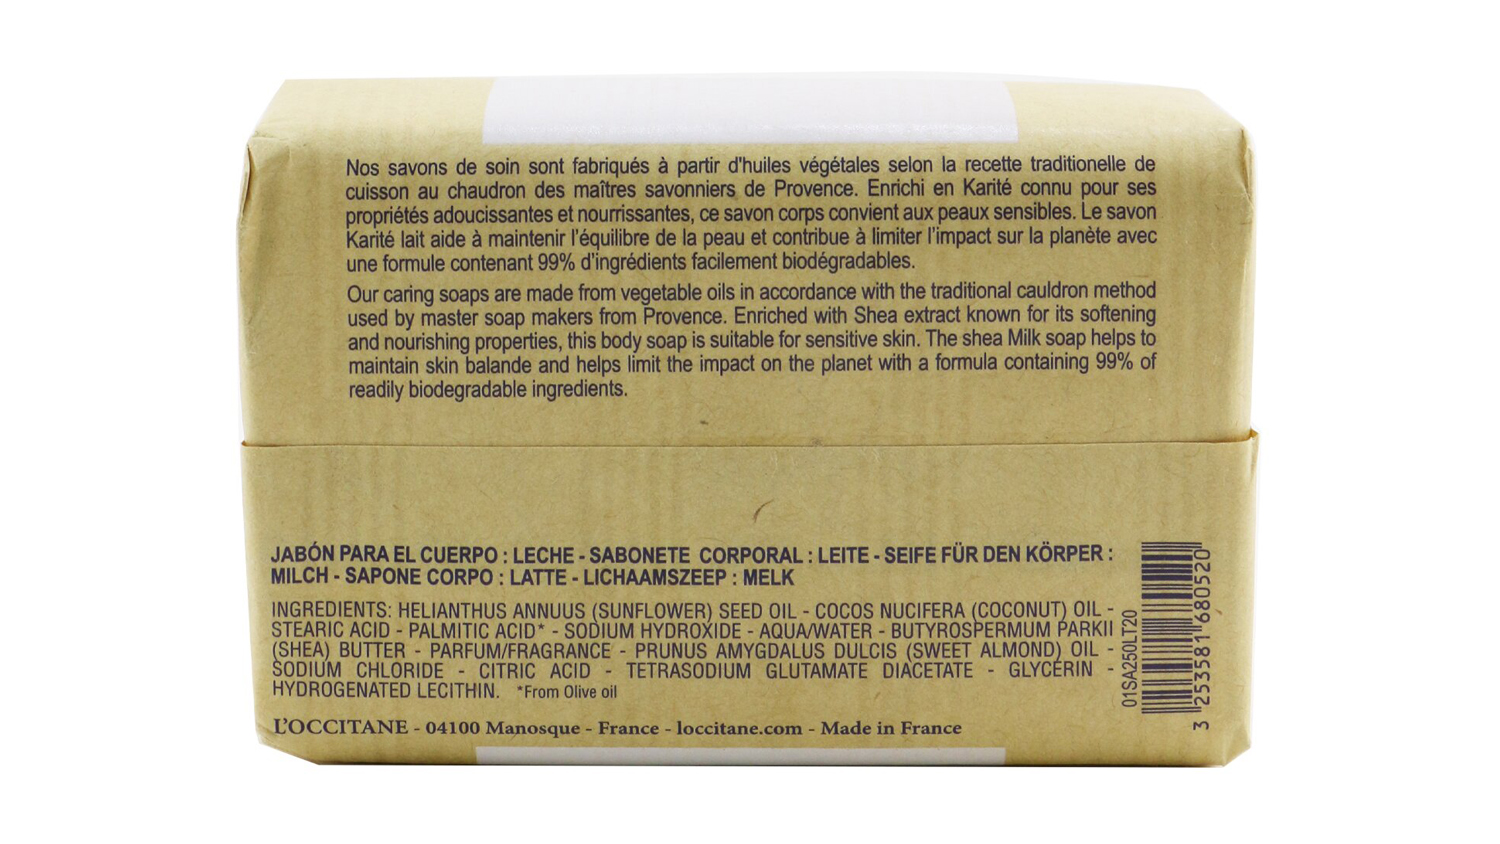 Nos savons de soin sont fabriqués à partir d'huiles végétales selon la recette traditionelle de
cuisson au chaudron des maîtres savonniers de Provence. Enrichi en Karité connu pour ses
propriétés adoucissantes et nourrissantes, ce savon corps convient aux peaux sensibles. Le savon
Karité lait aide à maintenir l'équilibre de la peau et contribue à limiter l'impact sur la planète avec
une formule contenant 99% d'ingrédients facilement biodégradables.
Our caring soaps are made from vegetable oils in accordance with the traditional cauldron method
used by master soap makers from Provence. Enriched with Shea extract known for its softening
and nourishing properties, this body soap is suitable for sensitive skin. The shea Milk soap helps to
maintain skin balande and helps limit the impact on the planet with a formula containing 99% of
readily biodegradable ingredients.
JABÓN PARA EL CUERPO : LECHE - SABONETE CORPORAL : LEITE - SEIFE FÜR DEN KÖRPER :
MILCH - SAPONE CORPO : LATTE - LICHAAMSZEEP : MELK
INGREDIENTS: HELIANTHUS ANNUUS (SUNFLOWER) SEED OIL - COCOS NUCIFERA (COCONUT) OIL -
STEARIC ACID - PALMITIC ACID* - SODIUM HYDROXIDE - AQUA/WATER - BUTYROSPERMUM PARKII
(SHEA) BUTTER - PARFUM/FRAGRANCE - PRUNUS AMYGDALUS DULCIS (SWEET ALMOND) OIL -
SODIUM CHLORIDE - CITRIC ACID - TETRASODIUM GLUTAMATE DIACETATE - GLYCERIN -
HYDROGENATED LECITHIN. *From Olive oil
L'OCCITANE - 04100 Manosque - France - loccitane.com - Made in France
01SA250LT20
3 253581 680520